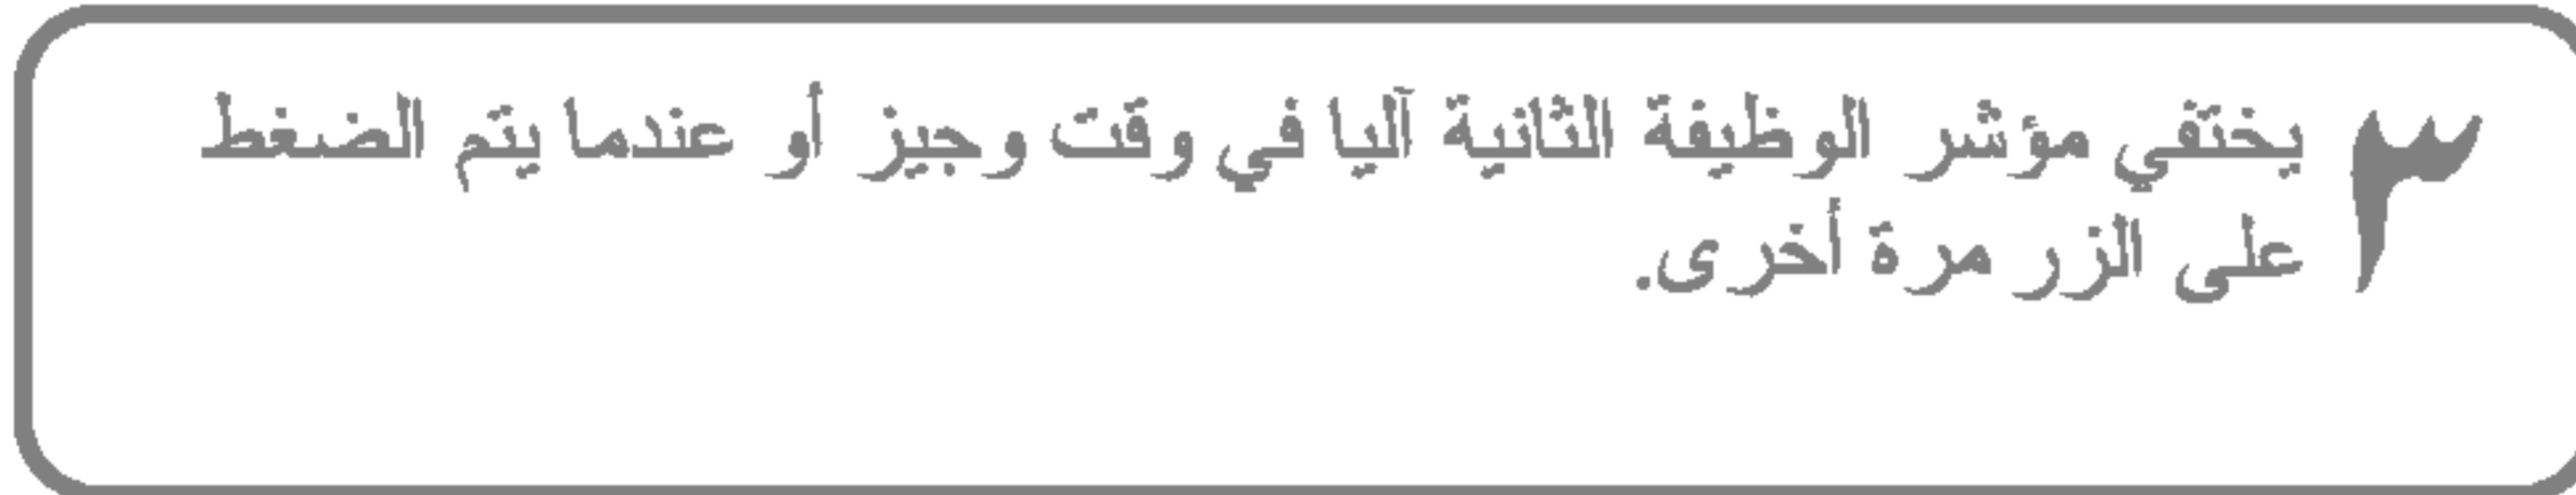 ٣ يختفي مؤشر الوظيفة الثانية آليا في وقت وجيز أو عندما يتم الضغط
على الزر مرة أخرى.